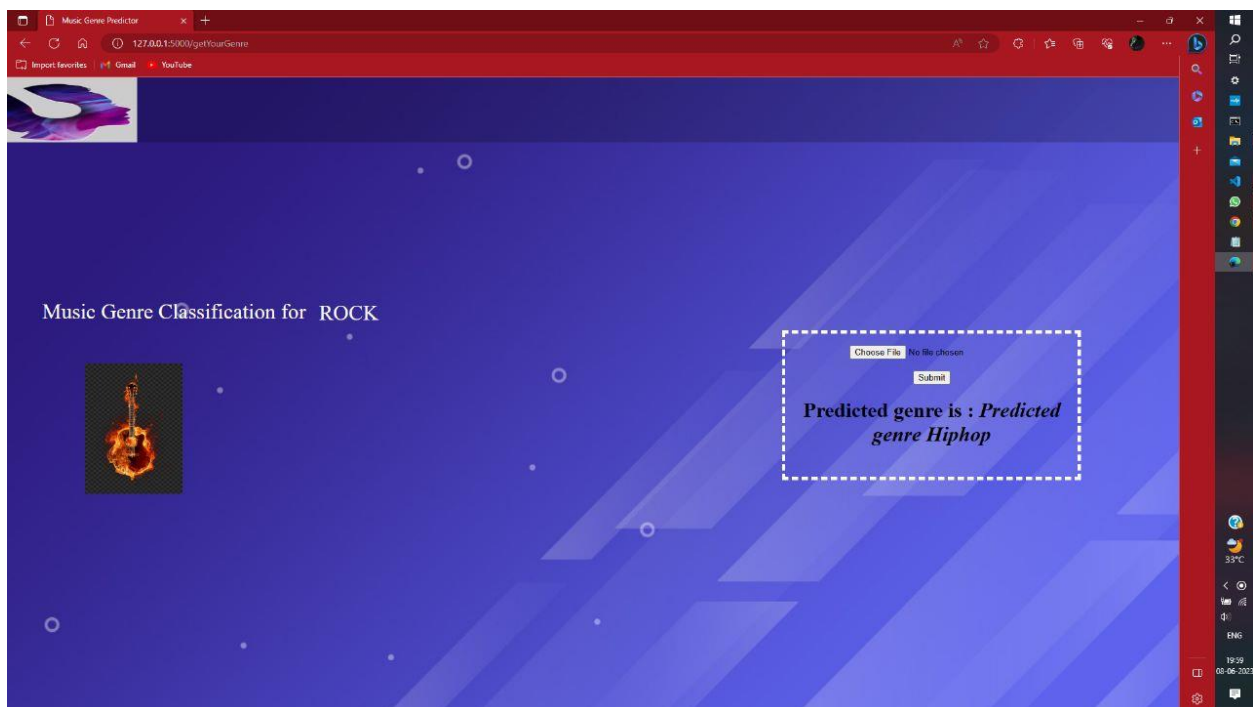 Music Genre Predictor
127.0.0.1:5000/getYourGenre
Import favorites Gmail YouTube
Music Genre Classification for ROCK
Choose File No file chosen
Submit
Predicted genre is : Predicted
genre Hiphop
33°C
ENG
19:59
08-06-2023